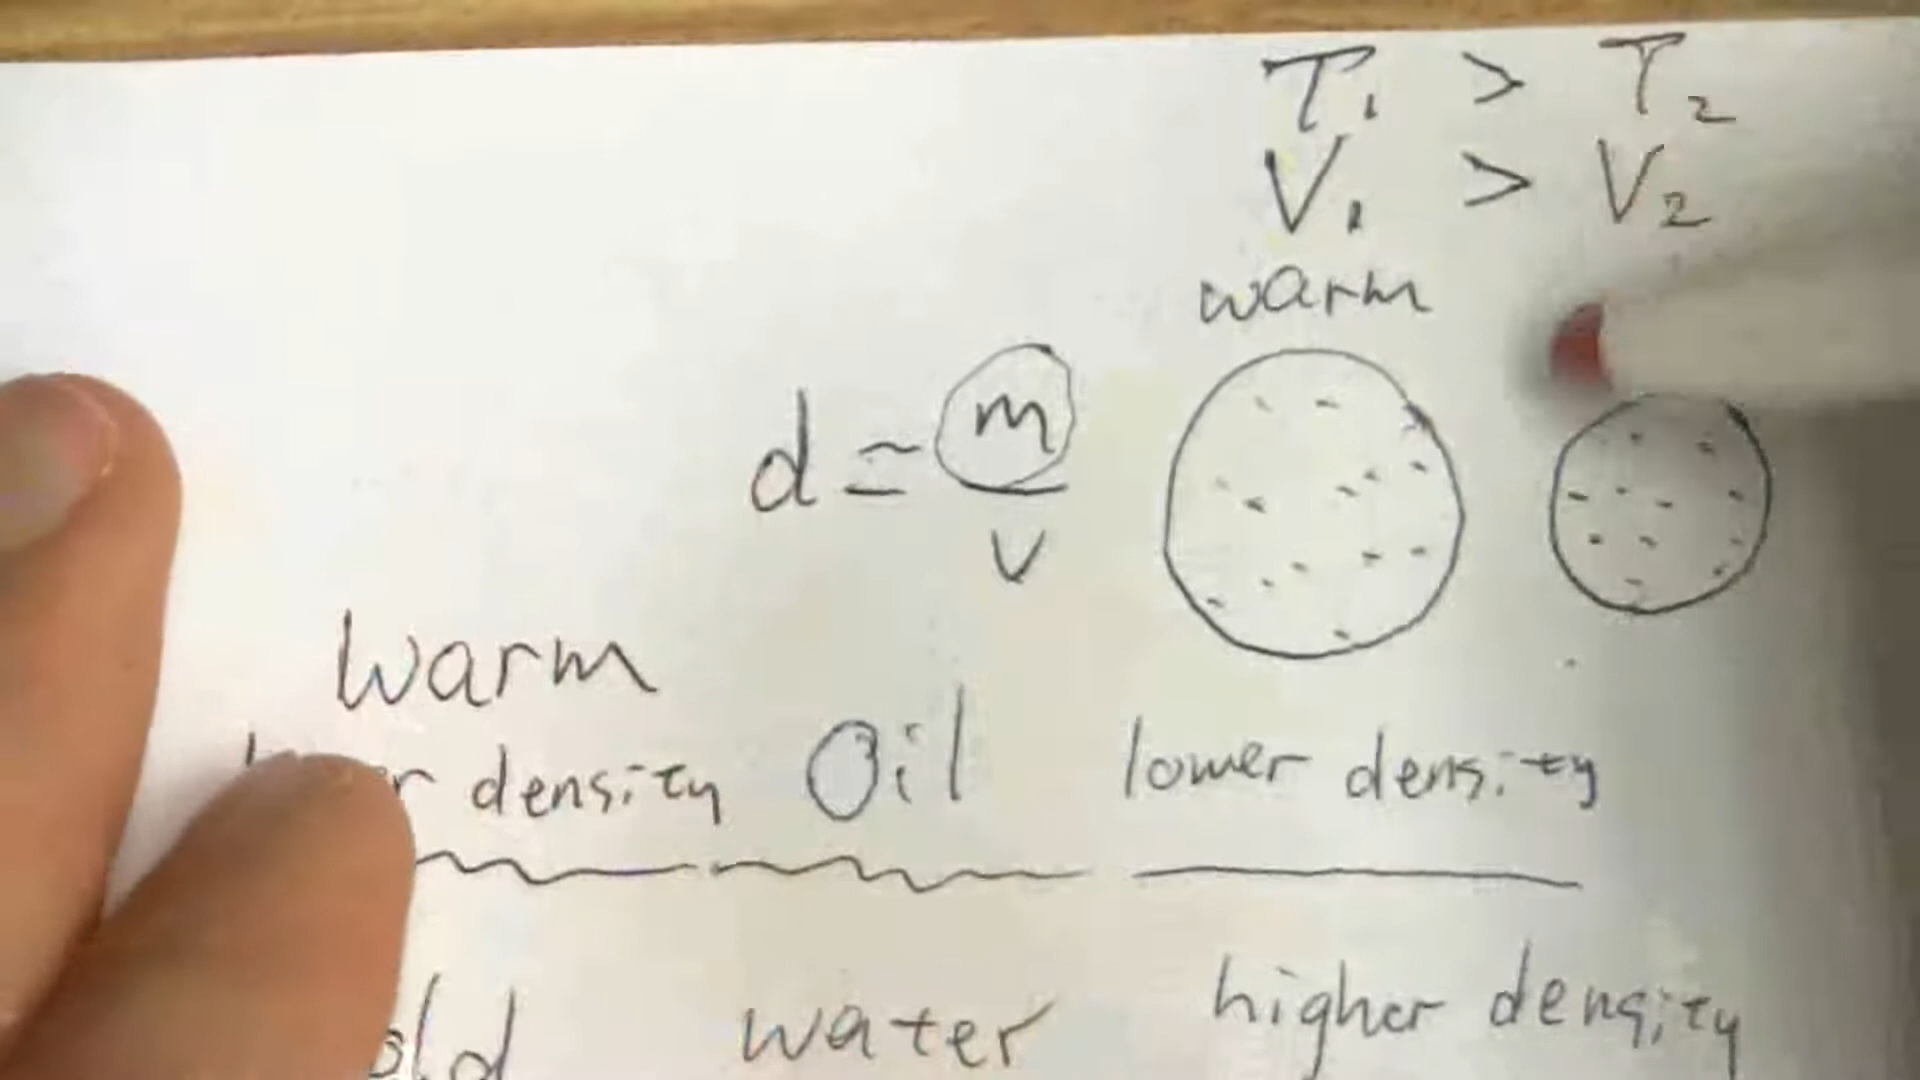 T₁ > T₂
V₁ > V₂
warm
d = m
v
Warm
density Oil lower density
water higher density